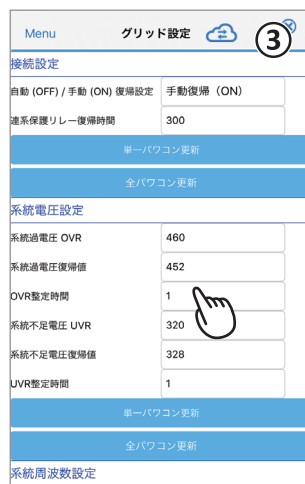 Menu グリッド設定 ③
接続設定
自動 (OFF) / 手動 (ON) 復帰設定 手動復帰（ON）
連系保護リレー復帰時間 300
単一パワコン更新
全パワコン更新
系統電圧設定
系統過電圧 OVR 460
系統過電圧復帰値 452
OVR整定時間 1
系統不足電圧 UVR 320
系統不足電圧復帰値 328
UVR整定時間 1
単一パワコン更新
全パワコン更新
系統周波数設定